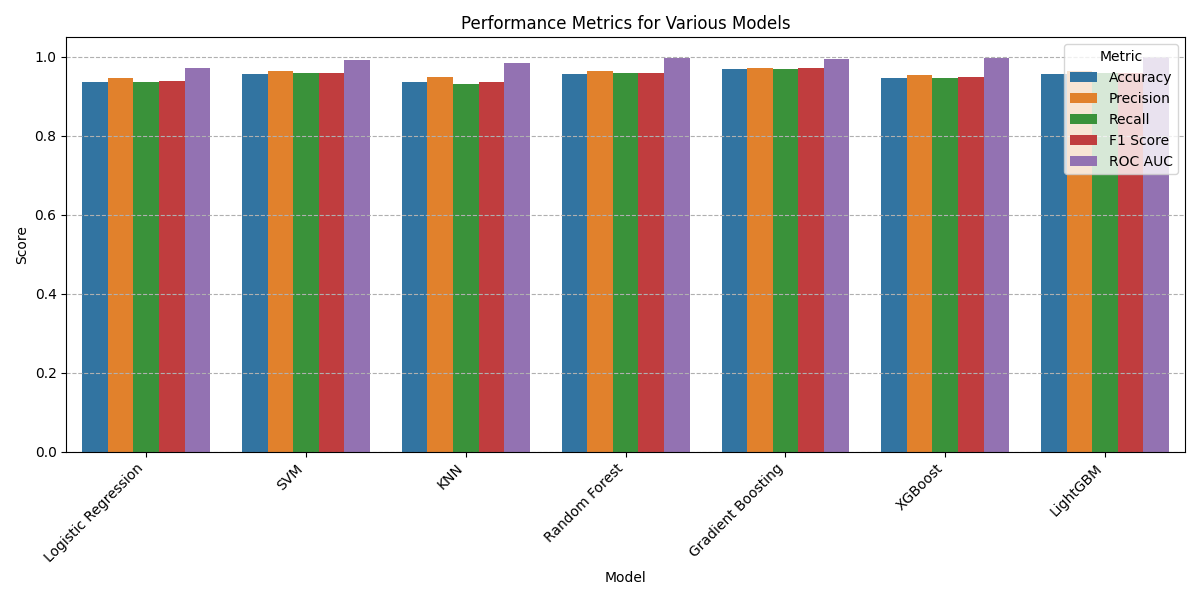 Performance Metrics for Various Models
1.0
0.8
0.6
0.4
0.2
0.0
Score
Metric
Accuracy
Precision
Recall
F1 Score
ROC AUC
Logistic Regression
SVM
KNN
Random Forest
Gradient Boosting
XGBoost
LightGBM
Model